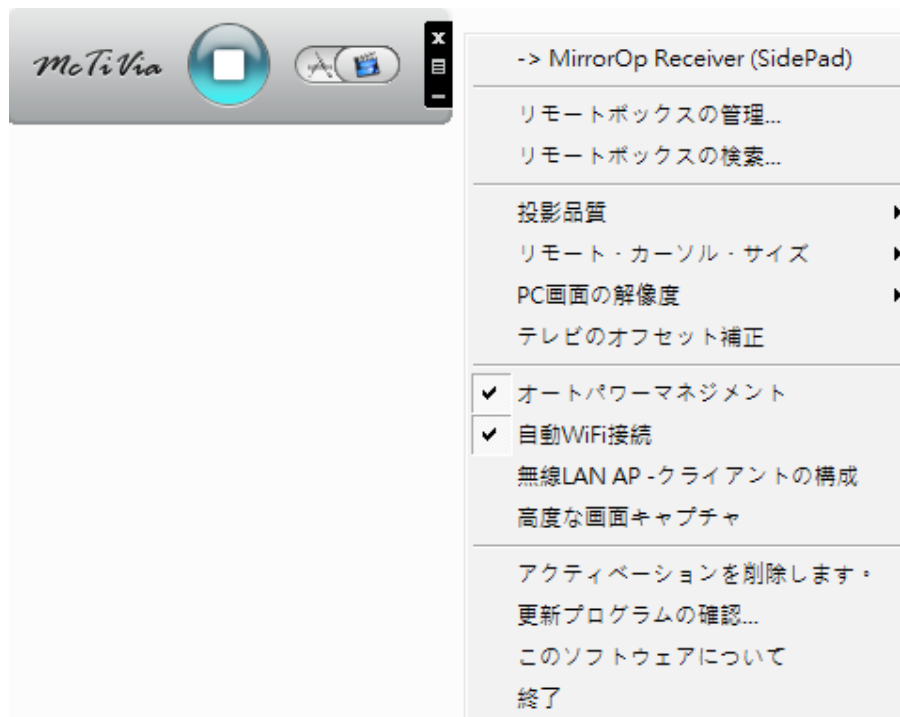 McTiVia
-> MirrorOp Receiver (SidePad)
リモートボックスの管理...
リモートボックスの検索...
投影品質
リモート・カーソル・サイズ
PC画面の解像度
テレビのオフセット補正
オートパワーマネジメント
自動WiFi接続
無線LAN AP -クライアントの構成
高度な画面キャプチャ
アクティベーションを削除します。
更新プログラムの確認...
このソフトウェアについて
終了